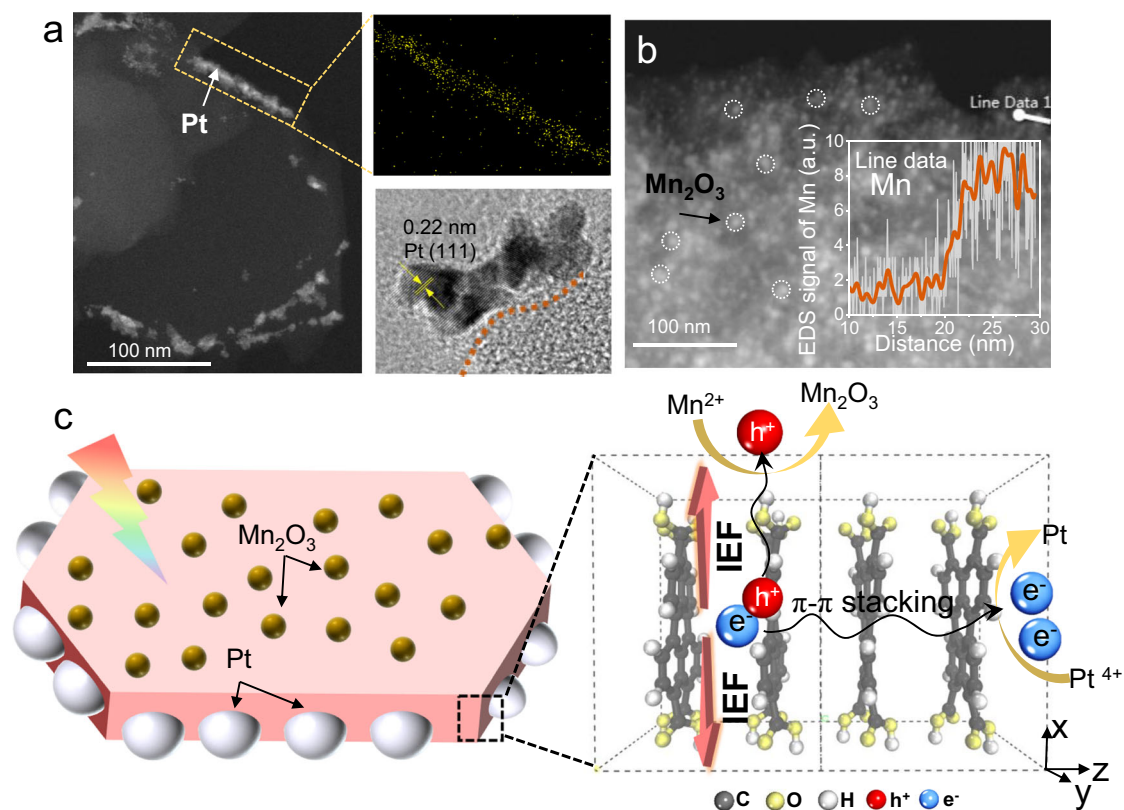 a
Pt
100 nm
0.22 nm
Pt (111)
b
Line Data 1
Mn₂O₃
100 nm
EDS signal of Mn (a.u.)
10
8
6
4
2
0
Line data
Mn
10 15 20 25 30
Distance (nm)
c
Mn₂O₃
Pt
Mn²⁺
Mn₂O₃
h⁺
IEF
h⁺
e⁻
π-π stacking
IEF
Pt
e⁻
e⁻
Pt ⁴⁺
x
z
y
C O H h⁺ e⁻